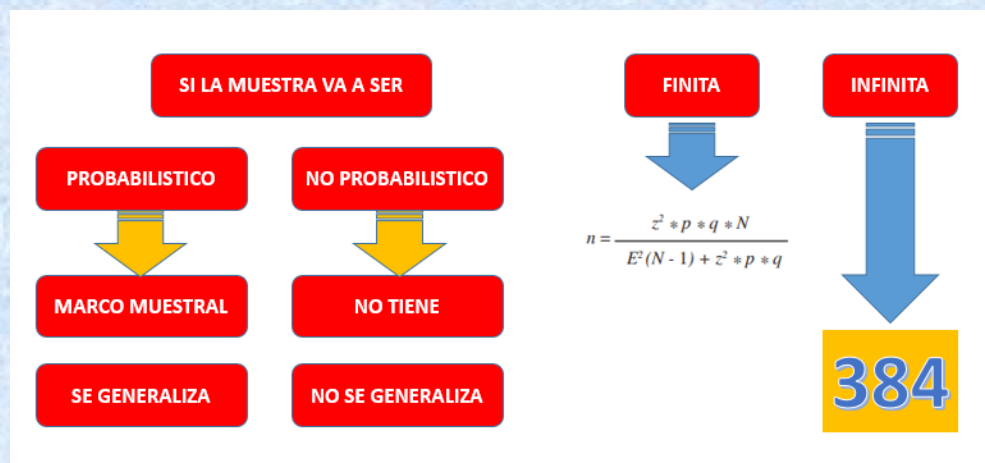 SI LA MUESTRA VA A SER
PROBABILISTICO
NO PROBABILISTICO
MARCO MUESTRAL
NO TIENE
SE GENERALIZA
NO SE GENERALIZA
FINITA
INFINITA
n = z² * p * q * N / E² (N - 1) + z² * p * q
384